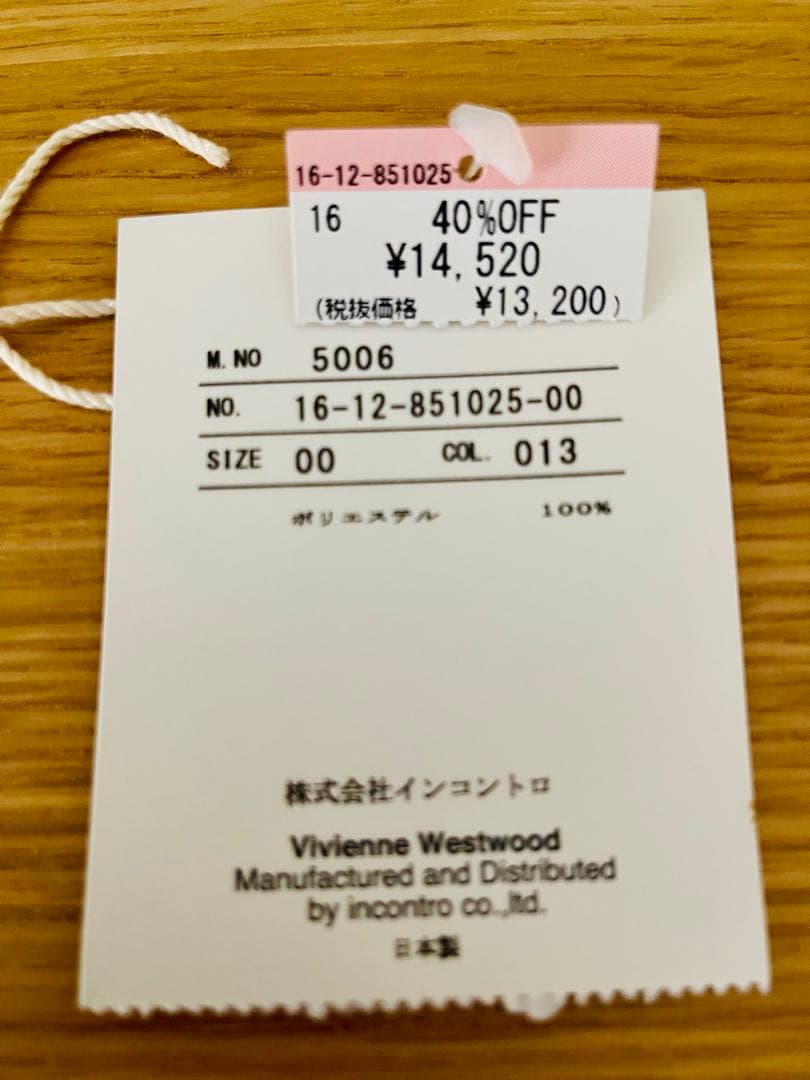 16-12-851025
16 40%OFF
¥14,520
(税抜価格 ¥13,200)
M.NO 5006
NO. 16-12-851025-00
SIZE 00 COL. 013
ポリエステル 100%
株式会社インコントロ
Vivienne Westwood
Manufactured and Distributed
by incontro co.,ltd.
日本製